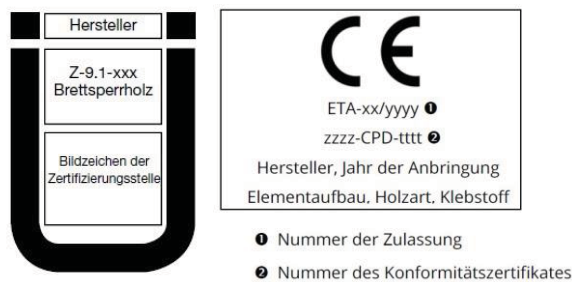 Hersteller
Z-9.1-xxx
Brettsperrholz
Bildzeichen der
Zertifizierungsstelle
CE
ETA-xx/yyyy ❶
zzzz-CPD-tttt ❷
Hersteller, Jahr der Anbringung
Elementaufbau, Holzart, Klebstoff
❶ Nummer der Zulassung
❷ Nummer des Konformitätszertifikates